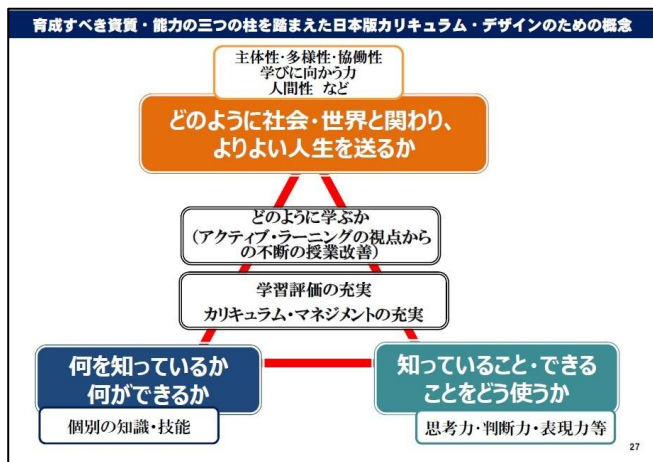 育成すべき資質・能力の三つの柱を踏まえた日本版カリキュラム・デザインのための概念
主体性・多様性・協働性
学びに向かう力
人間性 など
どのように社会・世界と関わり、
よりよい人生を送るか
どのように学ぶか
(アクティブ・ラーニングの視点から
の不断の授業改善)
学習評価の充実
カリキュラム・マネジメントの充実
何を知っているか
何ができるか
個別の知識・技能
知っていること・できる
ことをどう使うか
思考力・判断力・表現力等
27